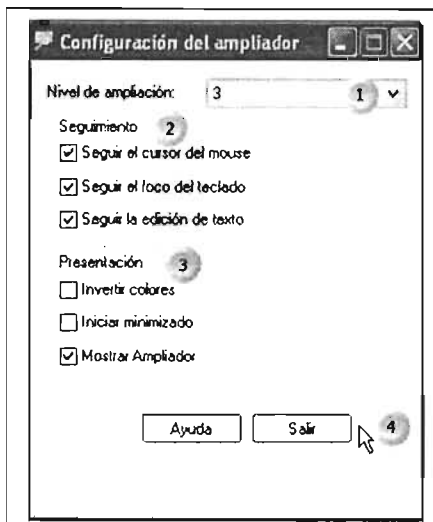 Configuración del ampliador
Nivel de ampliación: 3 1
Seguimiento 2
Seguir el cursor del mouse
Seguir el foco del teclado
Seguir la edición de texto
Presentación 3
Invertir colores
Iniciar minimizado
Mostrar Ampliador
Ayuda Salir 4